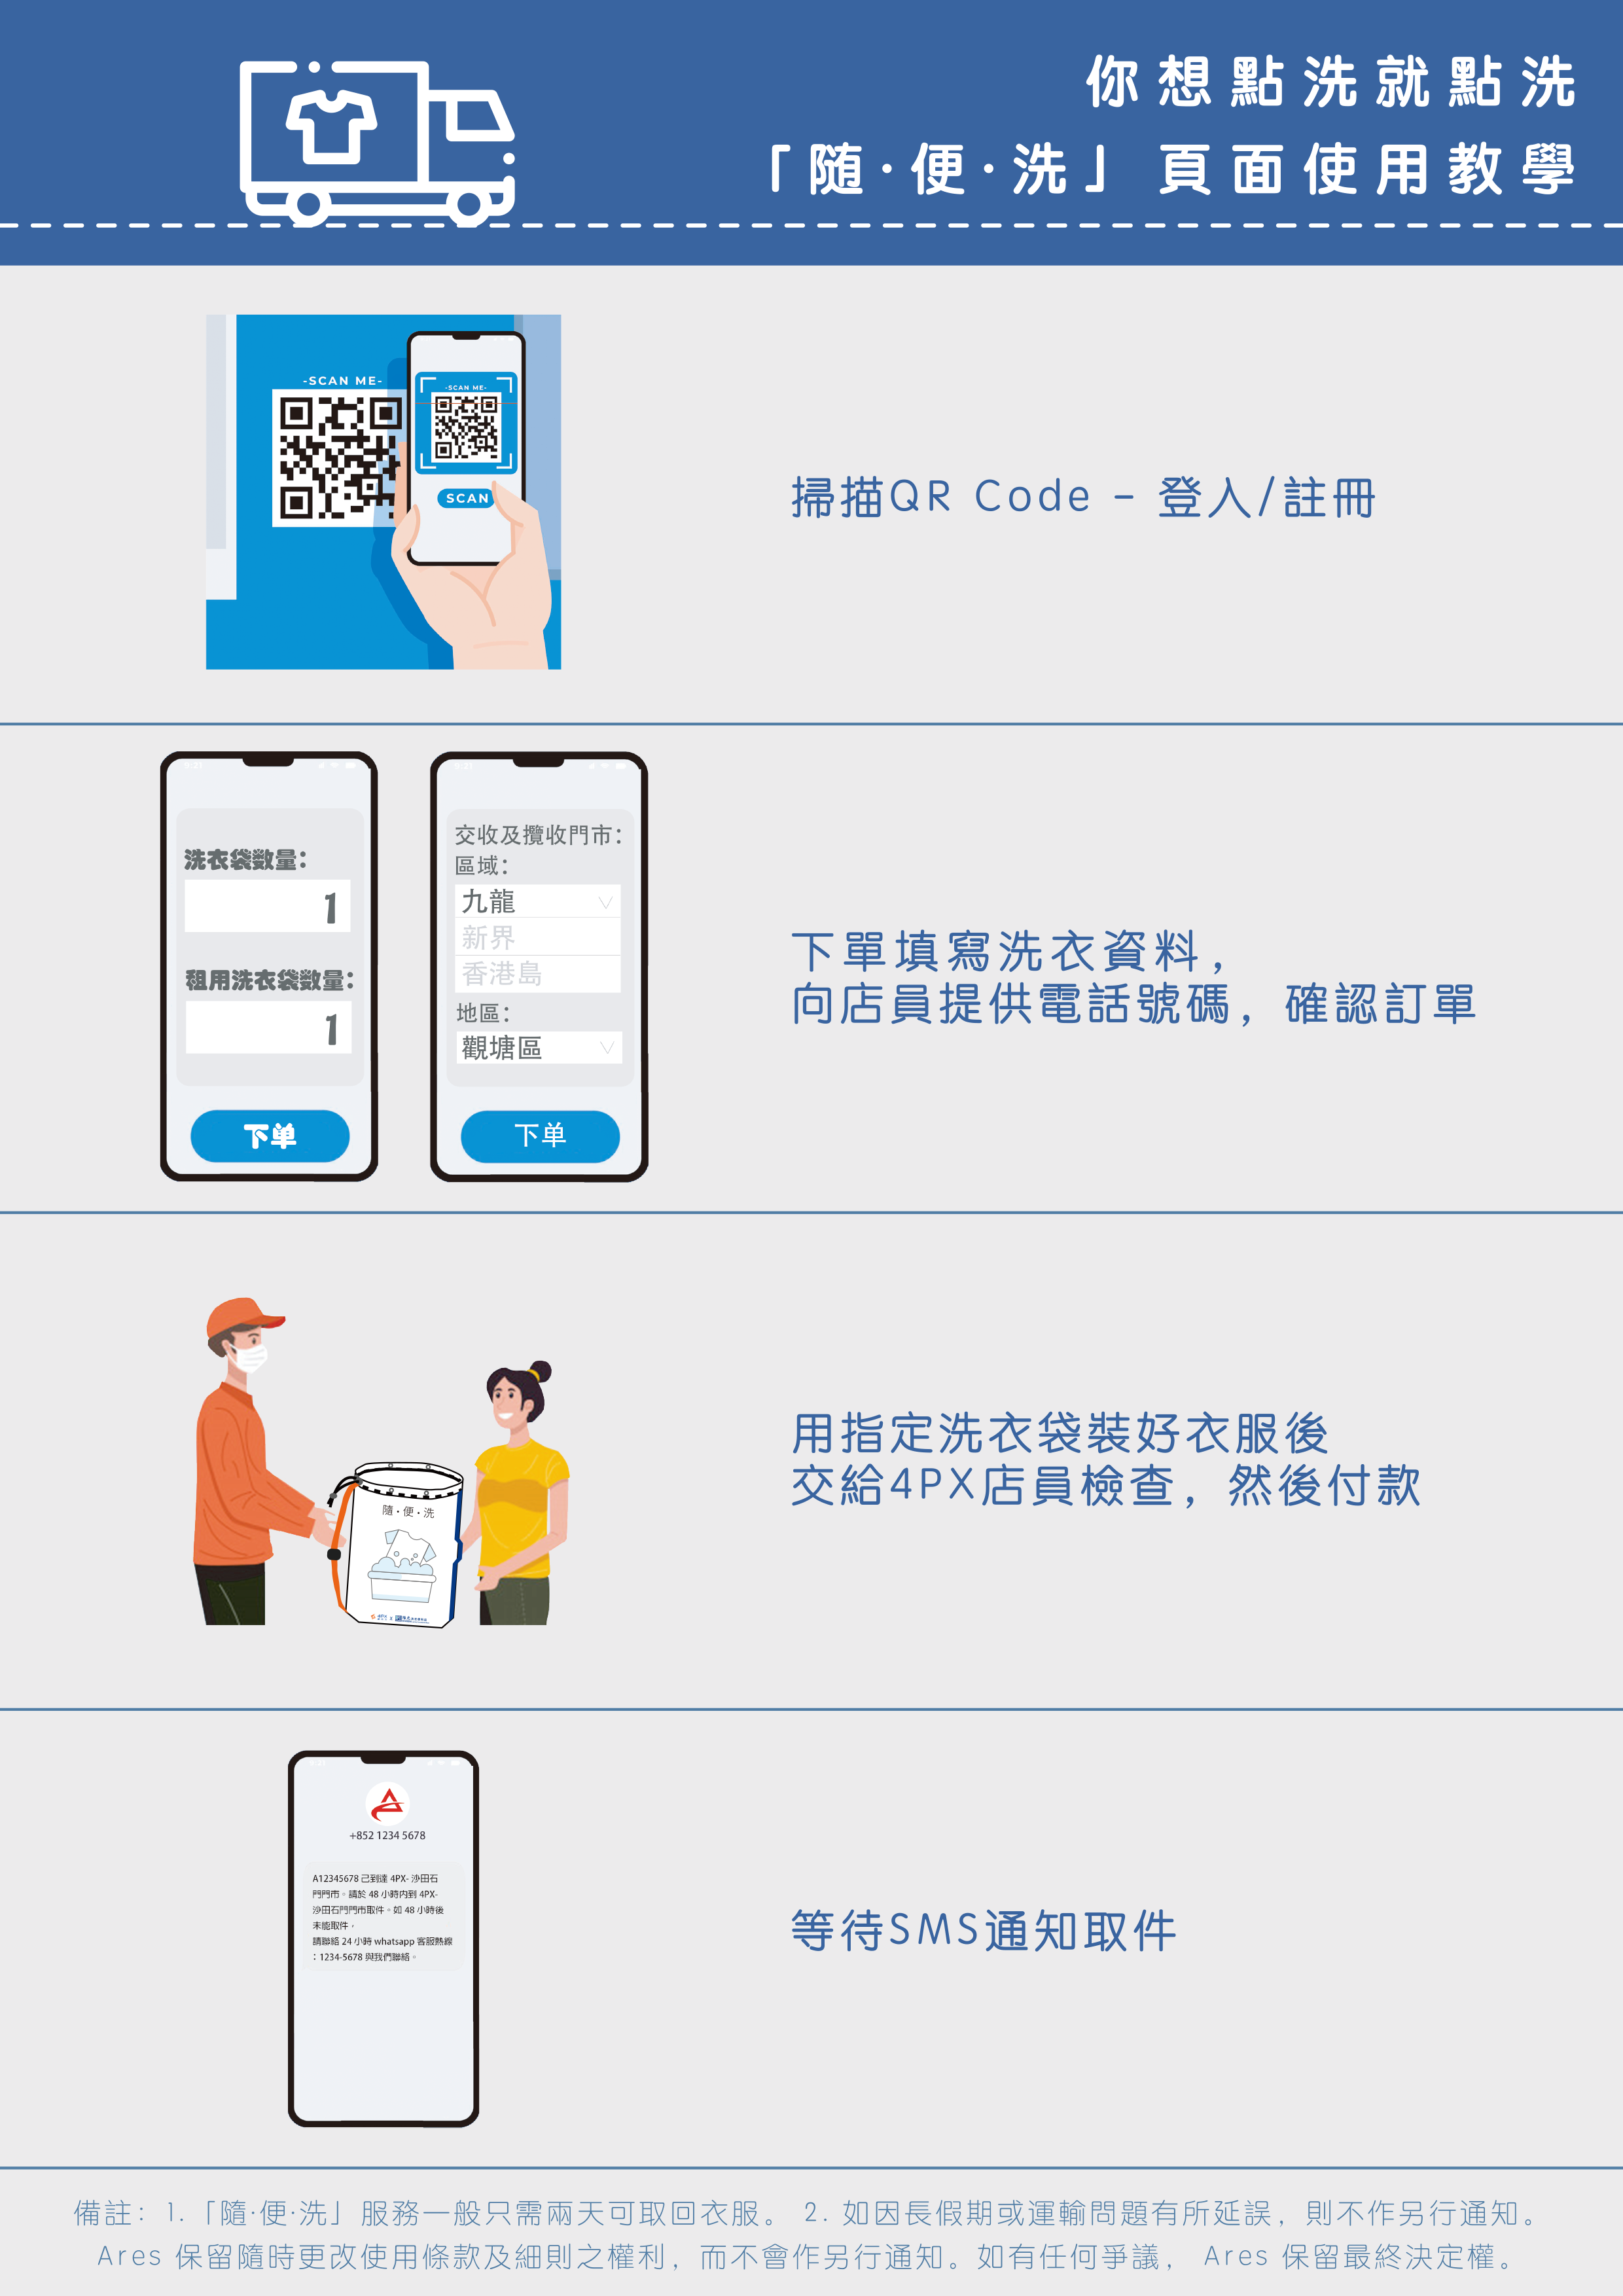 你想點洗就點洗
「随·便·洗」頁面使用教學
-SCAN ME-
-SCAN ME-
SCAN
掃描QR Code - 登入/註冊
洗衣袋数量：
1
租用洗衣袋数量：
1
下单
交收及攬收門市：
區域：
九龍
新界
香港島
地區：
觀塘區
下单
下單填寫洗衣資料，
向店員提供電話號碼，確認訂單
隨·便·洗
用指定洗衣袋裝好衣服後
交給4PX店員檢查，然後付款
+852 1234 5678
A12345678 己到達 4PX- 沙田石
門門市。請於 48 小時內到 4PX-
沙田石門門市取件。如 48 小時後
未能取件，
請聯絡 24 小時 whatsapp 客服熱線
：1234-5678 與我們聯絡。
等待SMS通知取件
備註：1.「隨·便·洗」服務一般只需兩天可取回衣服。 2. 如因長假期或運輸問題有所延誤，則不作另行通知。
Ares 保留隨時更改使用條款及細則之權利，而不會作另行通知。如有任何爭議， Ares 保留最終決定權。